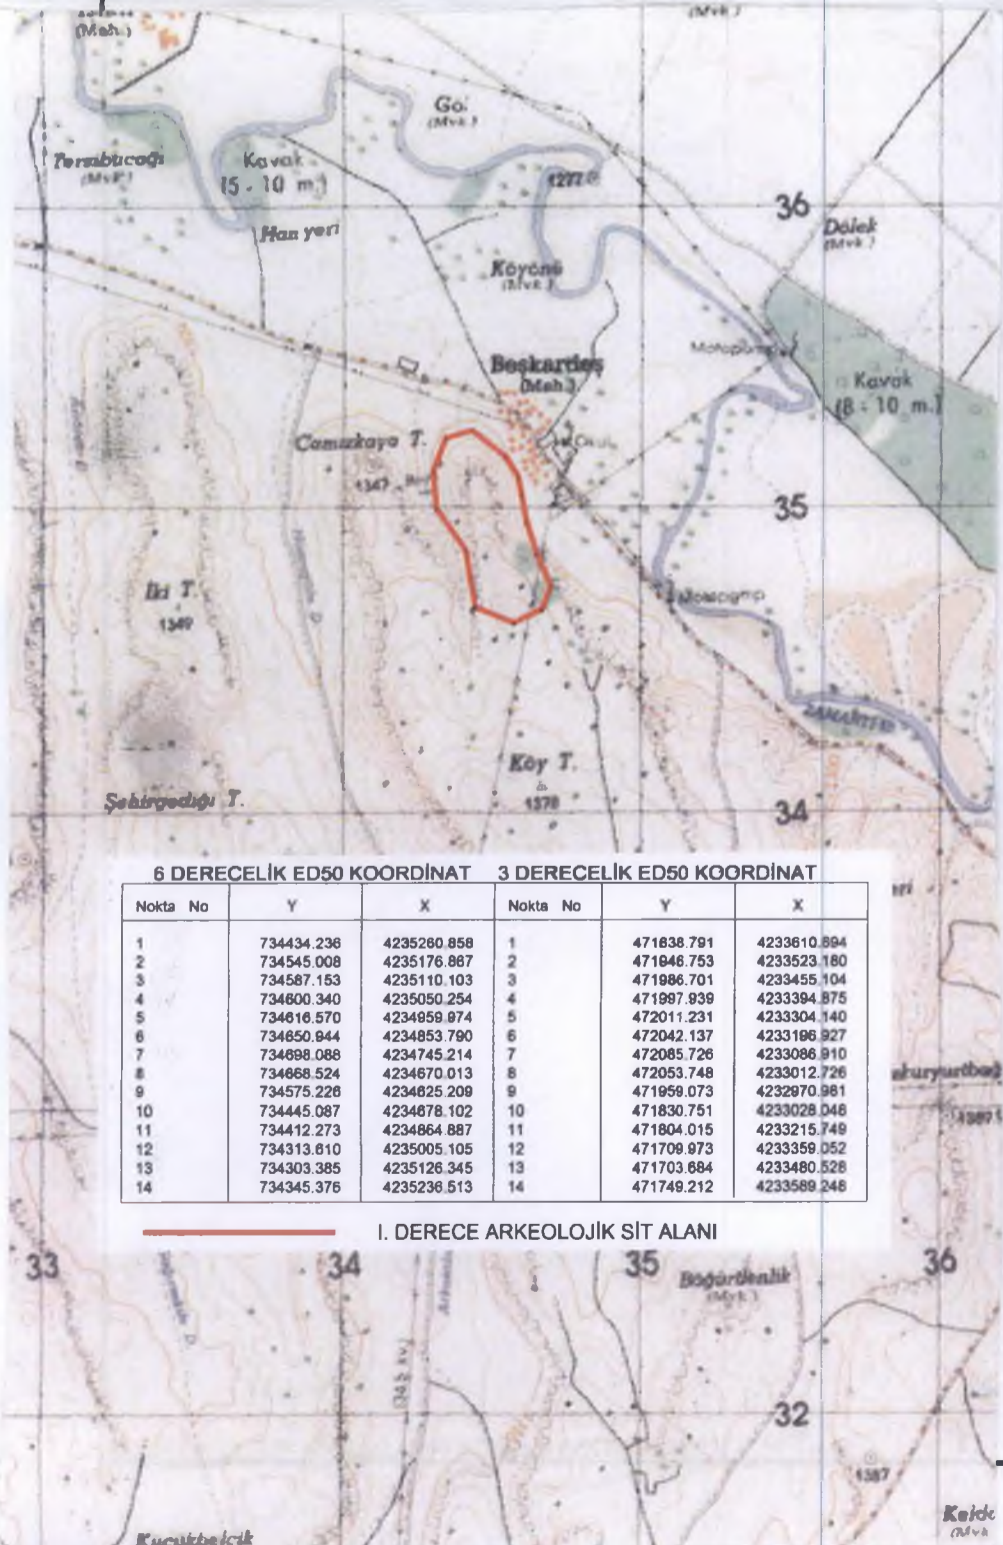 (Mah.)
(Mvk.)
Göl
(Mvk.)
Kavak
(5 - 10 m.)
Han yeri
1277
36
Dölek
(Mvk.)
Köyönü
(Mvk.)
Beşkardeş
(Mah.)
Motopomp
Kavak
(8 - 10 m.)
Camızkaya T.
Okulu
1347
35
İki T.
1349
Motopomp
ZAMANTI
Köy T.
1378
Şehirgediği T.
34
6 DERECELİK ED50 KOORDİNAT 3 DERECELİK ED50 KOORDİNAT
Nokta No Y X Nokta No Y X
1 734434.236 4235260.858 1 471838.791 4233610.894
2 734545.008 4235176.867 2 471946.753 4233523.180
3 734587.153 4235110.103 3 471986.701 4233455.104
4 734600.340 4235050.254 4 471997.939 4233394.875
5 734616.570 4234959.974 5 472011.231 4233304.140
6 734650.944 4234853.790 6 472042.137 4233196.927
7 734698.088 4234745.214 7 472085.726 4233086.910
8 734668.524 4234670.013 8 472053.748 4233012.726
9 734575.226 4234625.209 9 471959.073 4232970.981
10 734445.087 4234678.102 10 471830.751 4233028.048
11 734412.273 4234864.887 11 471804.015 4233215.749
12 734313.610 4235005.105 12 471709.973 4233359.052
13 734303.385 4235126.345 13 471703.684 4233480.528
14 734345.376 4235236.513 14 471749.212 4233589.248
I. DERECE ARKEOLOJİK SİT ALANI
33
34
35
36
Böğürtlenlik
(Mvk.)
32
1387